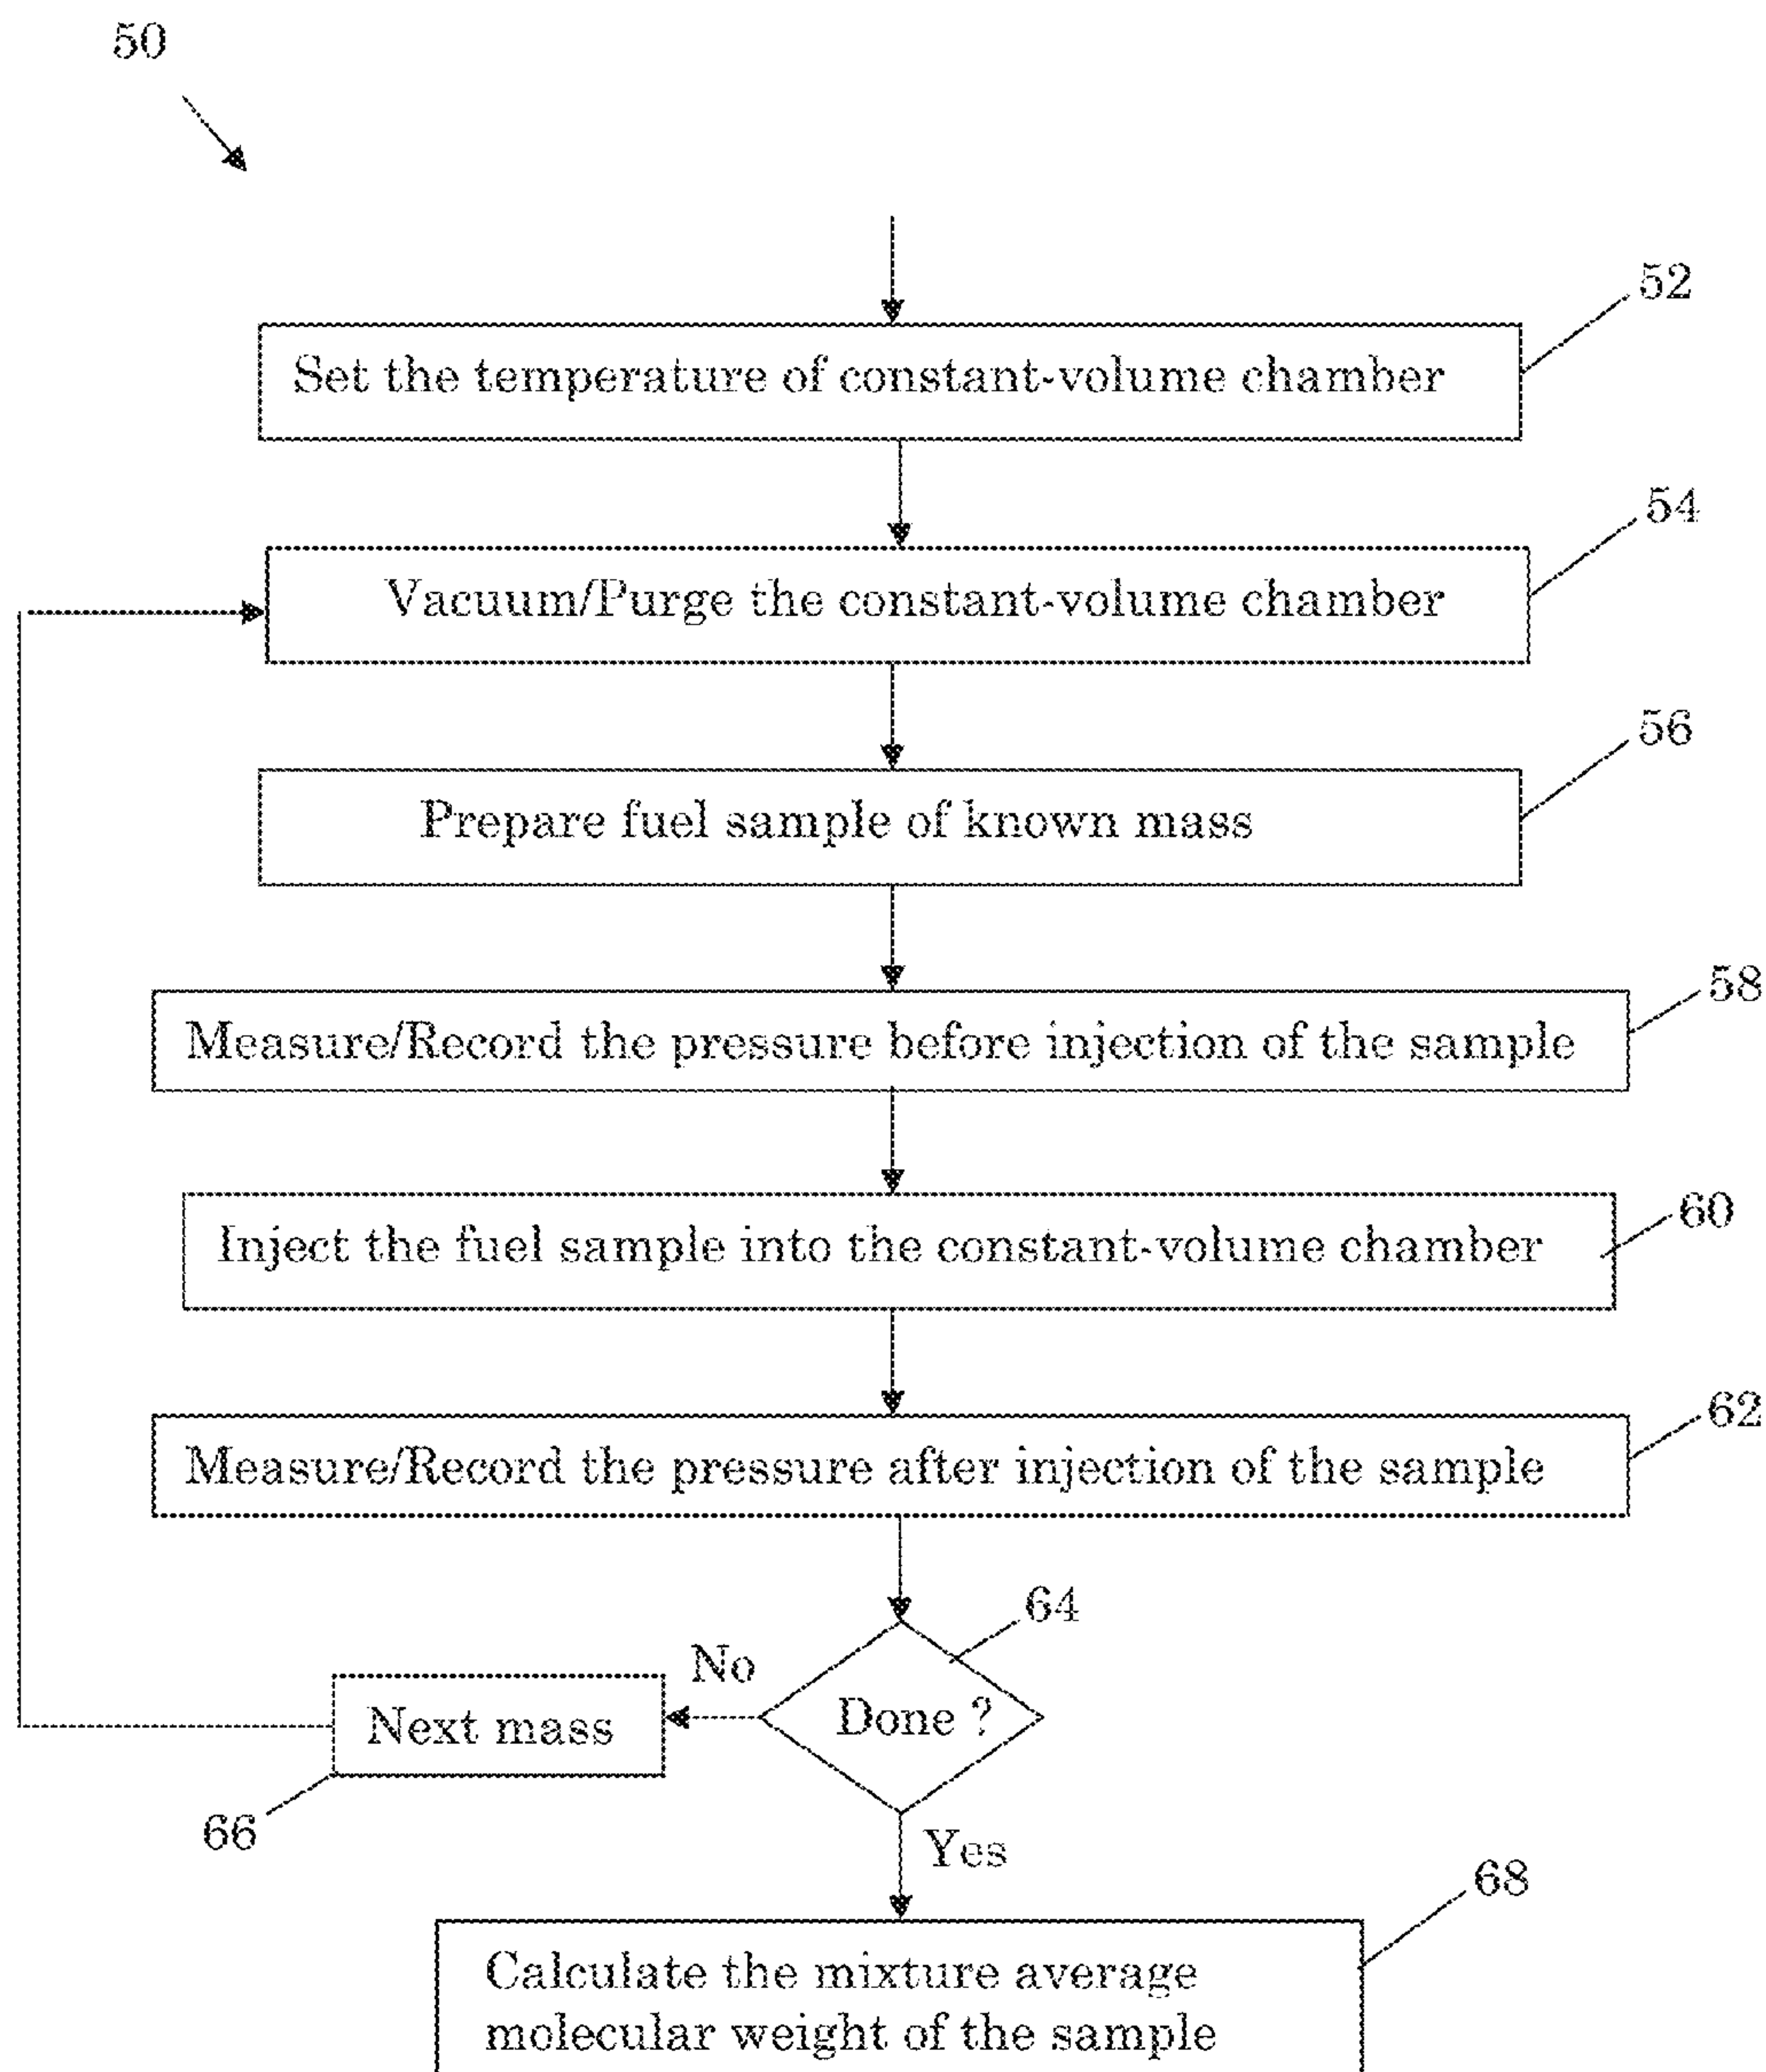 50
52
Set the temperature of constant-volume chamber
54
Vacuum/Purge the constant-volume chamber
56
Prepare fuel sample of known mass
58
Measure/Record the pressure before injection of the sample
60
Inject the fuel sample into the constant-volume chamber
62
Measure/Record the pressure after injection of the sample
64
No
Done ?
Next mass
66
Yes
68
Calculate the mixture average
molecular weight of the sample